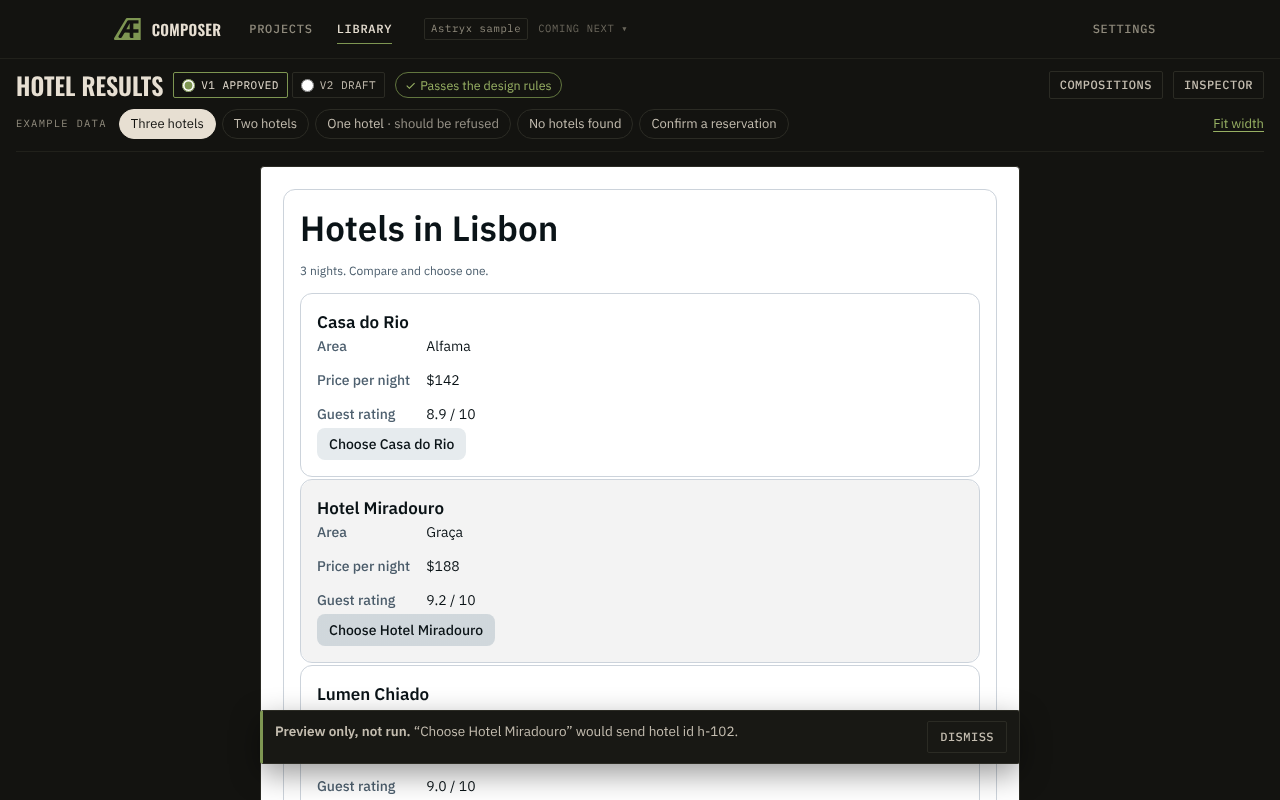 Æ COMPOSER PROJECTS LIBRARY Astryx sample COMING NEXT ▾ SETTINGS
HOTEL RESULTS V1 APPROVED V2 DRAFT ✓ Passes the design rules COMPOSITIONS INSPECTOR
EXAMPLE DATA Three hotels Two hotels One hotel · should be refused No hotels found Confirm a reservation Fit width
Hotels in Lisbon
3 nights. Compare and choose one.
Casa do Rio
Area Alfama
Price per night $142
Guest rating 8.9 / 10
Choose Casa do Rio
Hotel Miradouro
Area Graça
Price per night $188
Guest rating 9.2 / 10
Choose Hotel Miradouro
Lumen Chiado
Preview only, not run. “Choose Hotel Miradouro” would send hotel id h-102. DISMISS
Guest rating 9.0 / 10